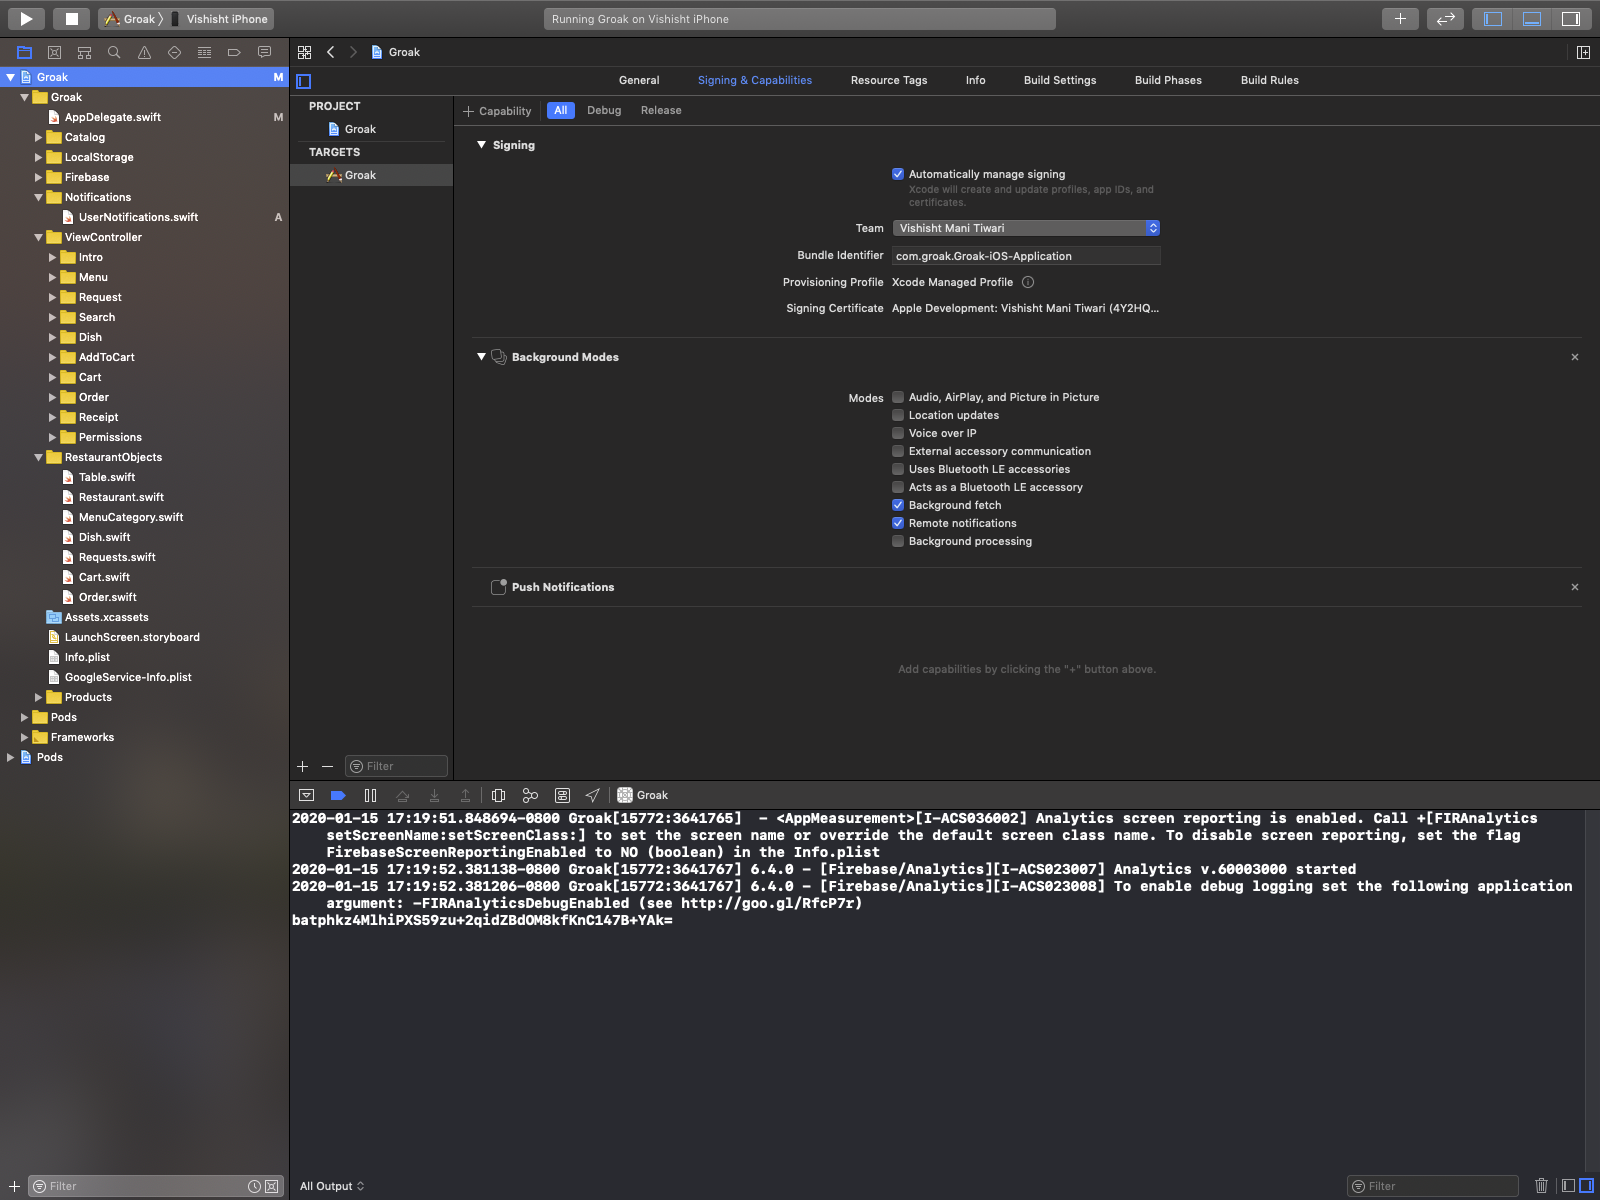 Groak
Vishisht iPhone
Running Groak on Vishisht iPhone
Groak
Groak M
Groak
AppDelegate.swift M
Catalog
LocalStorage
Firebase
Notifications
UserNotifications.swift A
ViewController
Intro
Menu
Request
Search
Dish
AddToCart
Cart
Order
Receipt
Permissions
RestaurantObjects
Table.swift
Restaurant.swift
MenuCategory.swift
Dish.swift
Requests.swift
Cart.swift
Order.swift
Assets.xcassets
LaunchScreen.storyboard
Info.plist
GoogleService-Info.plist
Products
Pods
Frameworks
Pods
Filter
General Signing & Capabilities Resource Tags Info Build Settings Build Phases Build Rules
PROJECT
Groak
TARGETS
Groak
Filter
+ Capability All Debug Release
Signing
Automatically manage signing
Xcode will create and update profiles, app IDs, and
certificates.
Team Vishisht Mani Tiwari
Bundle Identifier com.groak.Groak-iOS-Application
Provisioning Profile Xcode Managed Profile
Signing Certificate Apple Development: Vishisht Mani Tiwari (4Y2HQ...
Background Modes
Modes Audio, AirPlay, and Picture in Picture
Location updates
Voice over IP
External accessory communication
Uses Bluetooth LE accessories
Acts as a Bluetooth LE accessory
Background fetch
Remote notifications
Background processing
Push Notifications
Add capabilities by clicking the "+" button above.
Groak
2020-01-15 17:19:51.848694-0800 Groak[15772:3641765]  - <AppMeasurement>[I-ACS036002] Analytics screen reporting is enabled. Call +[FIRAnalytics
setScreenName:setScreenClass:] to set the screen name or override the default screen class name. To disable screen reporting, set the flag
FirebaseScreenReportingEnabled to NO (boolean) in the Info.plist
2020-01-15 17:19:52.381138-0800 Groak[15772:3641767] 6.4.0 - [Firebase/Analytics][I-ACS023007] Analytics v.60003000 started
2020-01-15 17:19:52.381206-0800 Groak[15772:3641767] 6.4.0 - [Firebase/Analytics][I-ACS023008] To enable debug logging set the following application
argument: -FIRAnalyticsDebugEnabled (see http://goo.gl/RfcP7r)
batphkz4MlhiPXS59zu+2qidZBdOM8kfKnC147B+YAk=
All Output
Filter